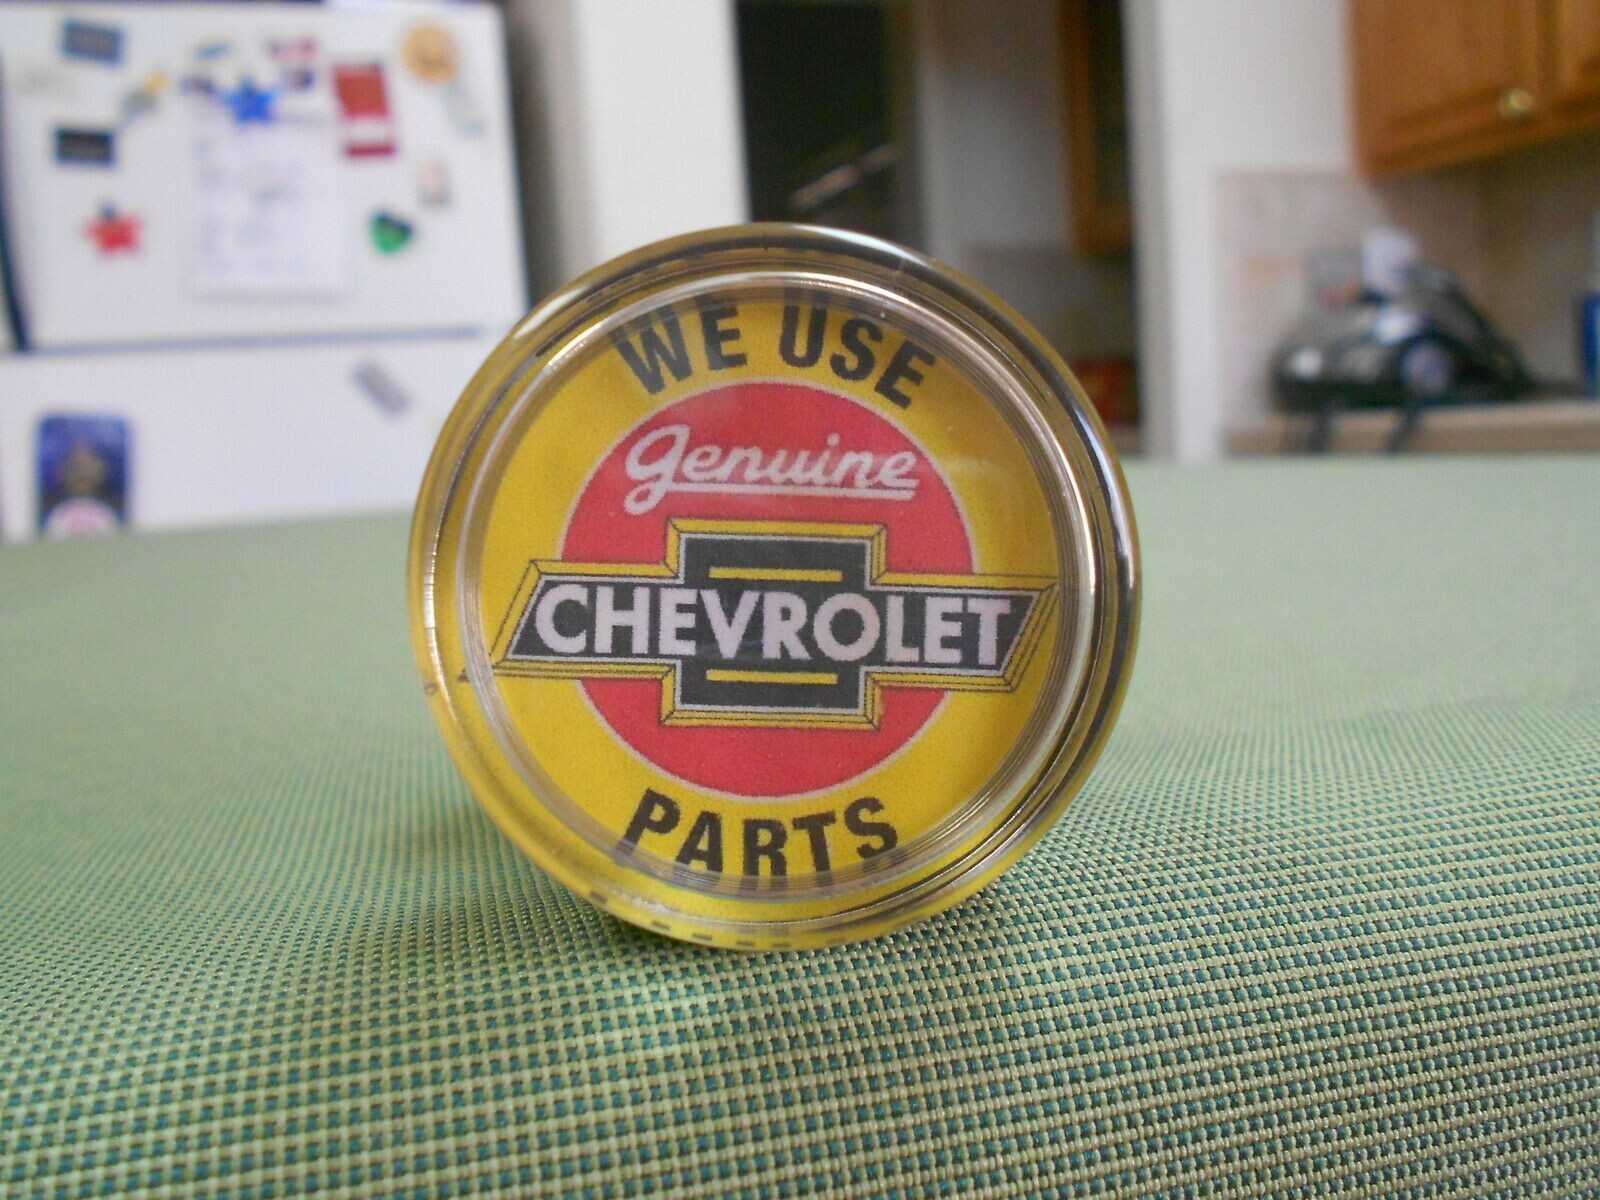 WE USE
genuine
CHEVROLET
PARTS